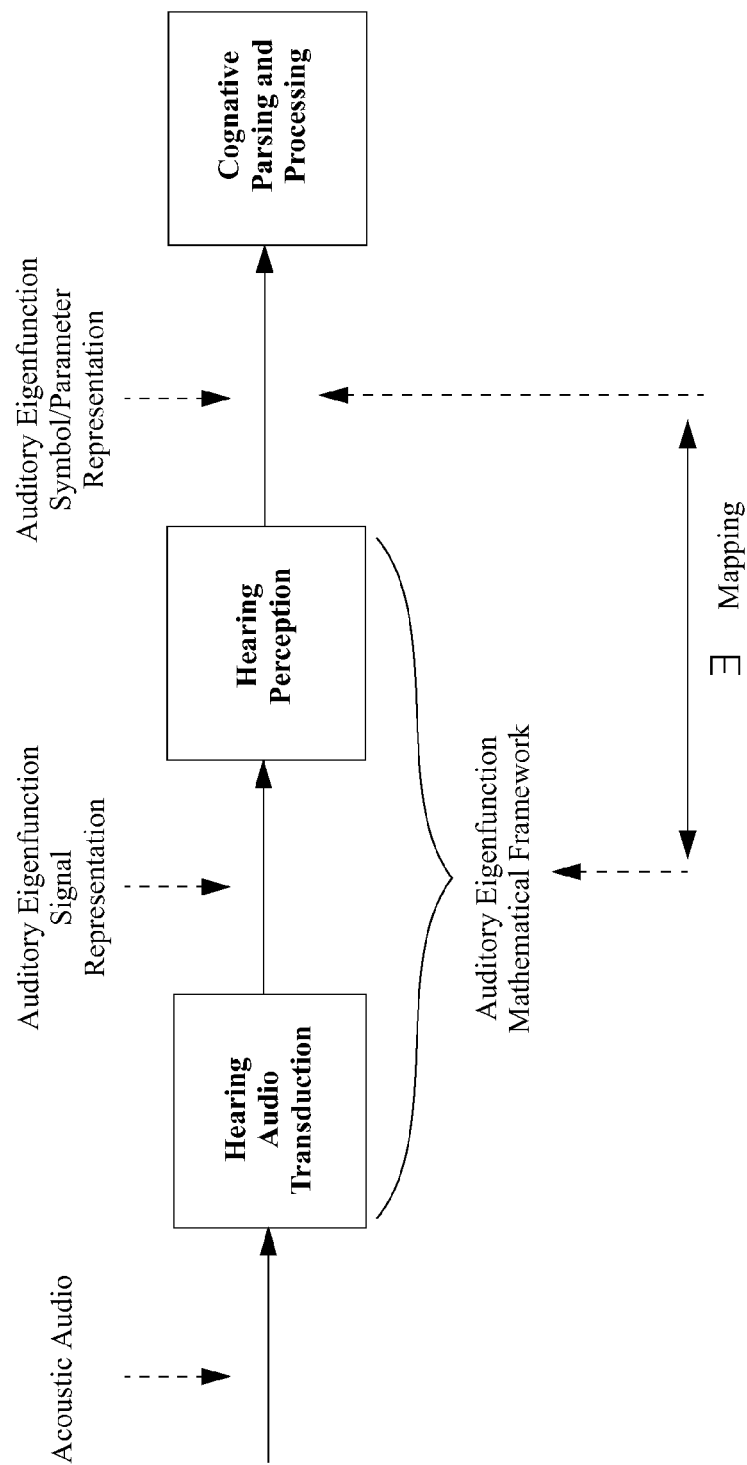 Acoustic Audio
Auditory Eigenfunction
Signal
Representation
Auditory Eigenfunction
Symbol/Parameter
Representation
Hearing
Audio
Transduction
Hearing
Perception
Cognative
Parsing and
Processing
Auditory Eigenfunction
Mathematical Framework
∃ Mapping